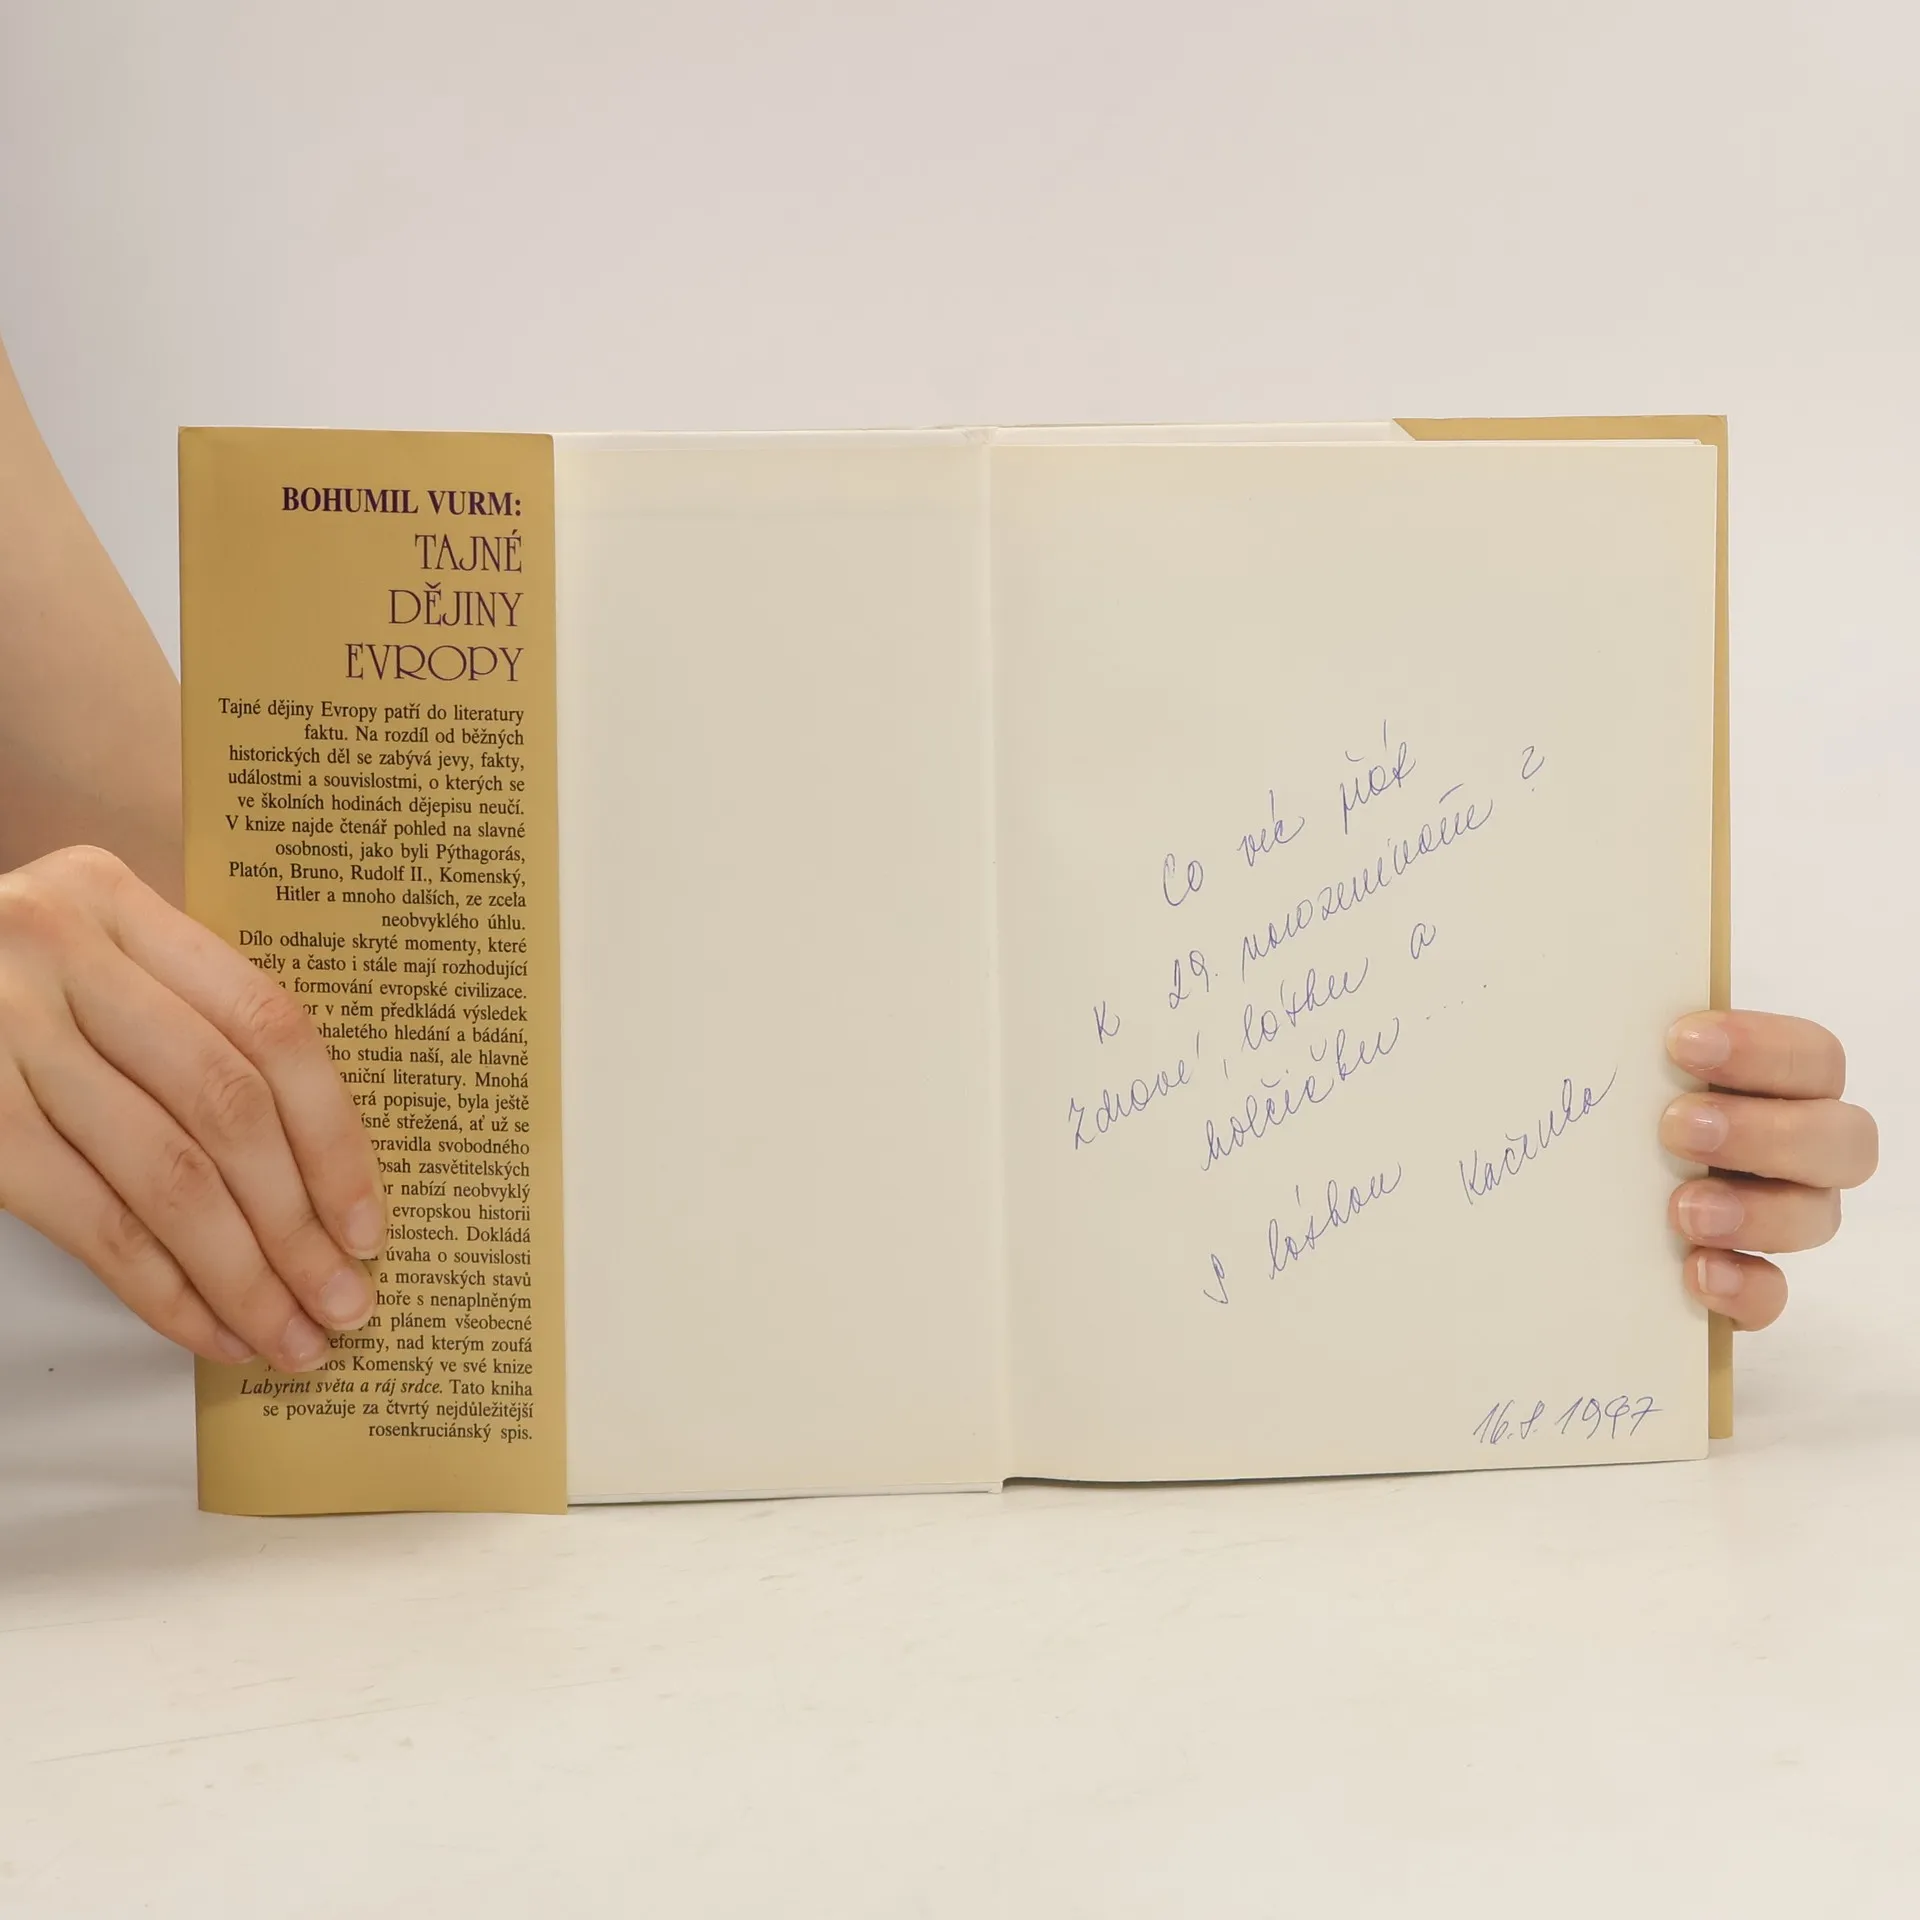 BOHUMIL VURM:
TAJNÉ
DĚJINY
EVROPY
Tajné dějiny Evropy patří do literatury
faktu. Na rozdíl od běžných
historických děl se zabývá jevy, fakty,
událostmi a souvislostmi, o kterých se
ve školních hodinách dějepisu neučí.
V knize najde čtenář pohled na slavné
osobnosti, jako byli Pýthagorás,
Platón, Bruno, Rudolf II., Komenský,
Hitler a mnoho dalších, ze zcela
neobvyklého úhlu.
Dílo odhaluje skryté momenty, které
měly a často i stále mají rozhodující
formování evropské civilizace.
v něm předkládá výsledek
hledání a bádání,
studia naší, ale hlavně
literatury. Mnohá
popisuje, byla ještě
střežená, ať už se
pravidla svobodného
zasvětitelských
nabízí neobvyklý
evropskou historii
Dokládá
úvaha o souvislosti
a moravských stavů
s nenaplněným
plánem všeobecné
reformy, nad kterým zoufá
Komenský ve své knize
Labyrint světa a ráj srdce. Tato kniha
se považuje za čtvrtý nejdůležitější
rosenkruciánský spis.
Co víc přát
K 29. narozeninám ?
Zdraví, lásku a
holčičku ....
S láskou Kačenka
16.8. 1997